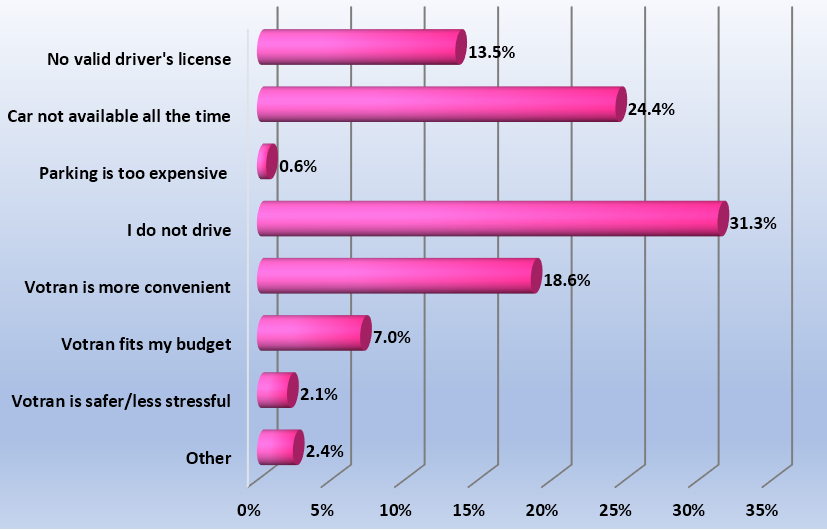 No valid driver's license 13.5%
Car not available all the time 24.4%
Parking is too expensive 0.6%
I do not drive 31.3%
Votran is more convenient 18.6%
Votran fits my budget 7.0%
Votran is safer/less stressful 2.1%
Other 2.4%
0% 5% 10% 15% 20% 25% 30% 35%